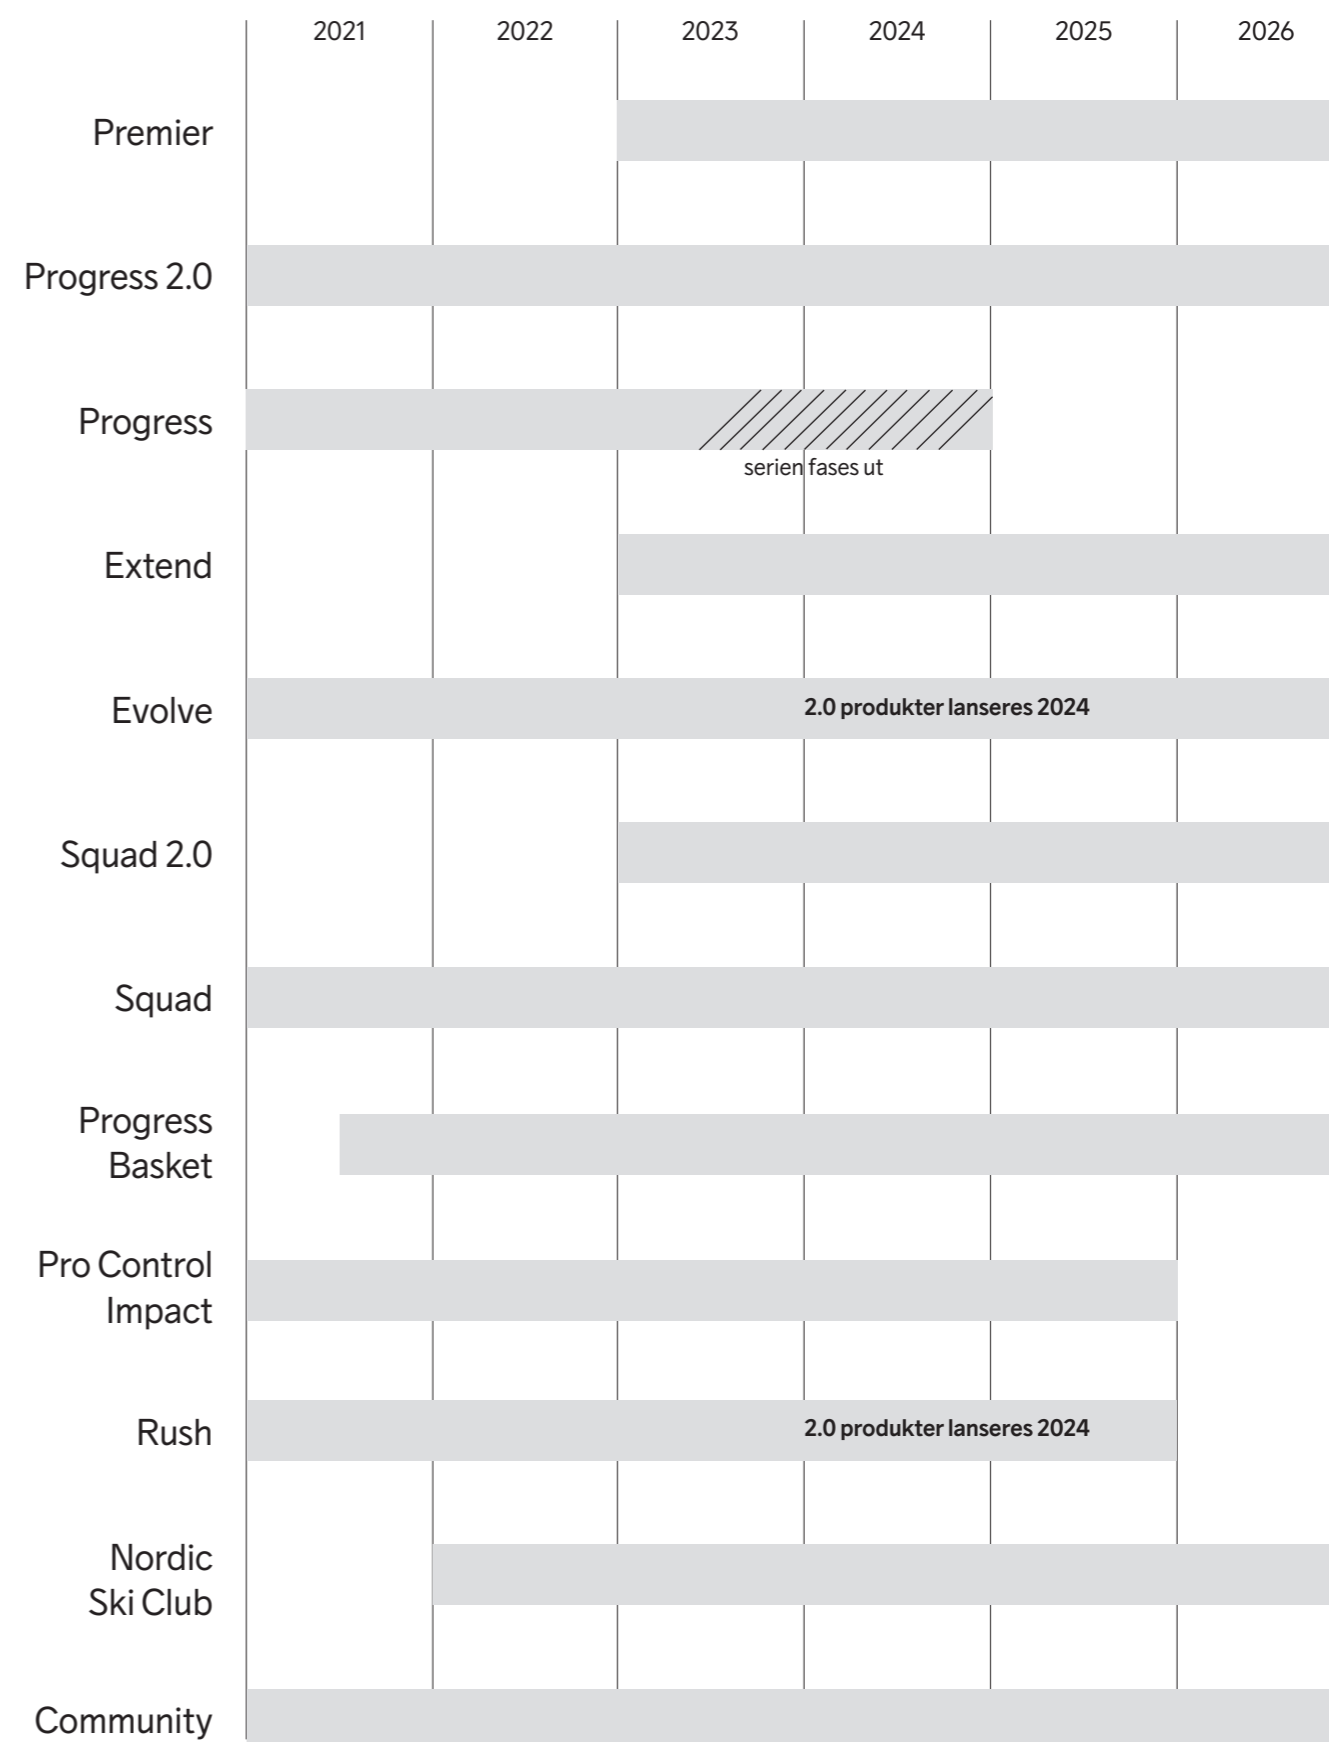 2021 2022 2023 2024 2025 2026
Premier
Progress 2.0
Progress
serien fases ut
Extend
Evolve
2.0 produkter lanseres 2024
Squad 2.0
Squad
Progress
Basket
Pro Control
Impact
Rush
2.0 produkter lanseres 2024
Nordic
Ski Club
Community